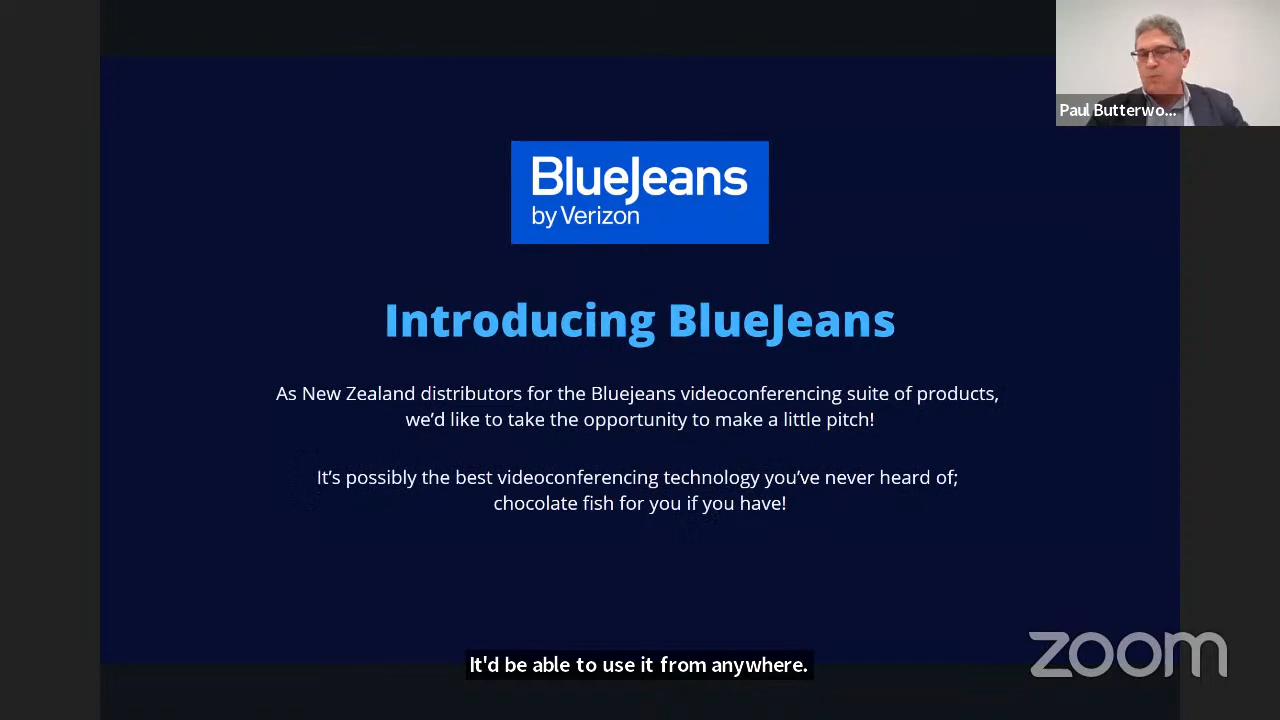 Paul Butterwo...
BlueJeans
by Verizon
Introducing BlueJeans
As New Zealand distributors for the Bluejeans videoconferencing suite of products,
we'd like to take the opportunity to make a little pitch!
It's possibly the best videoconferencing technology you've never heard of;
chocolate fish for you if you have!
It'd be able to use it from anywhere.
zoom